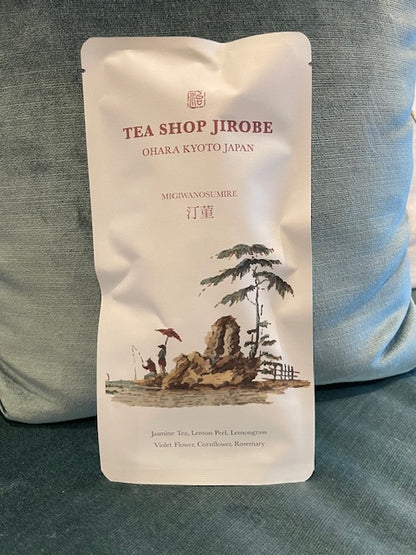 TEA SHOP JIROBE
OHARA KYOTO JAPAN
MIGIWANOSUMIRE
汀菫
Jasmine Tea, Lemon Peel, Lemongrass
Violet Flower, Cornflower, Rosemary